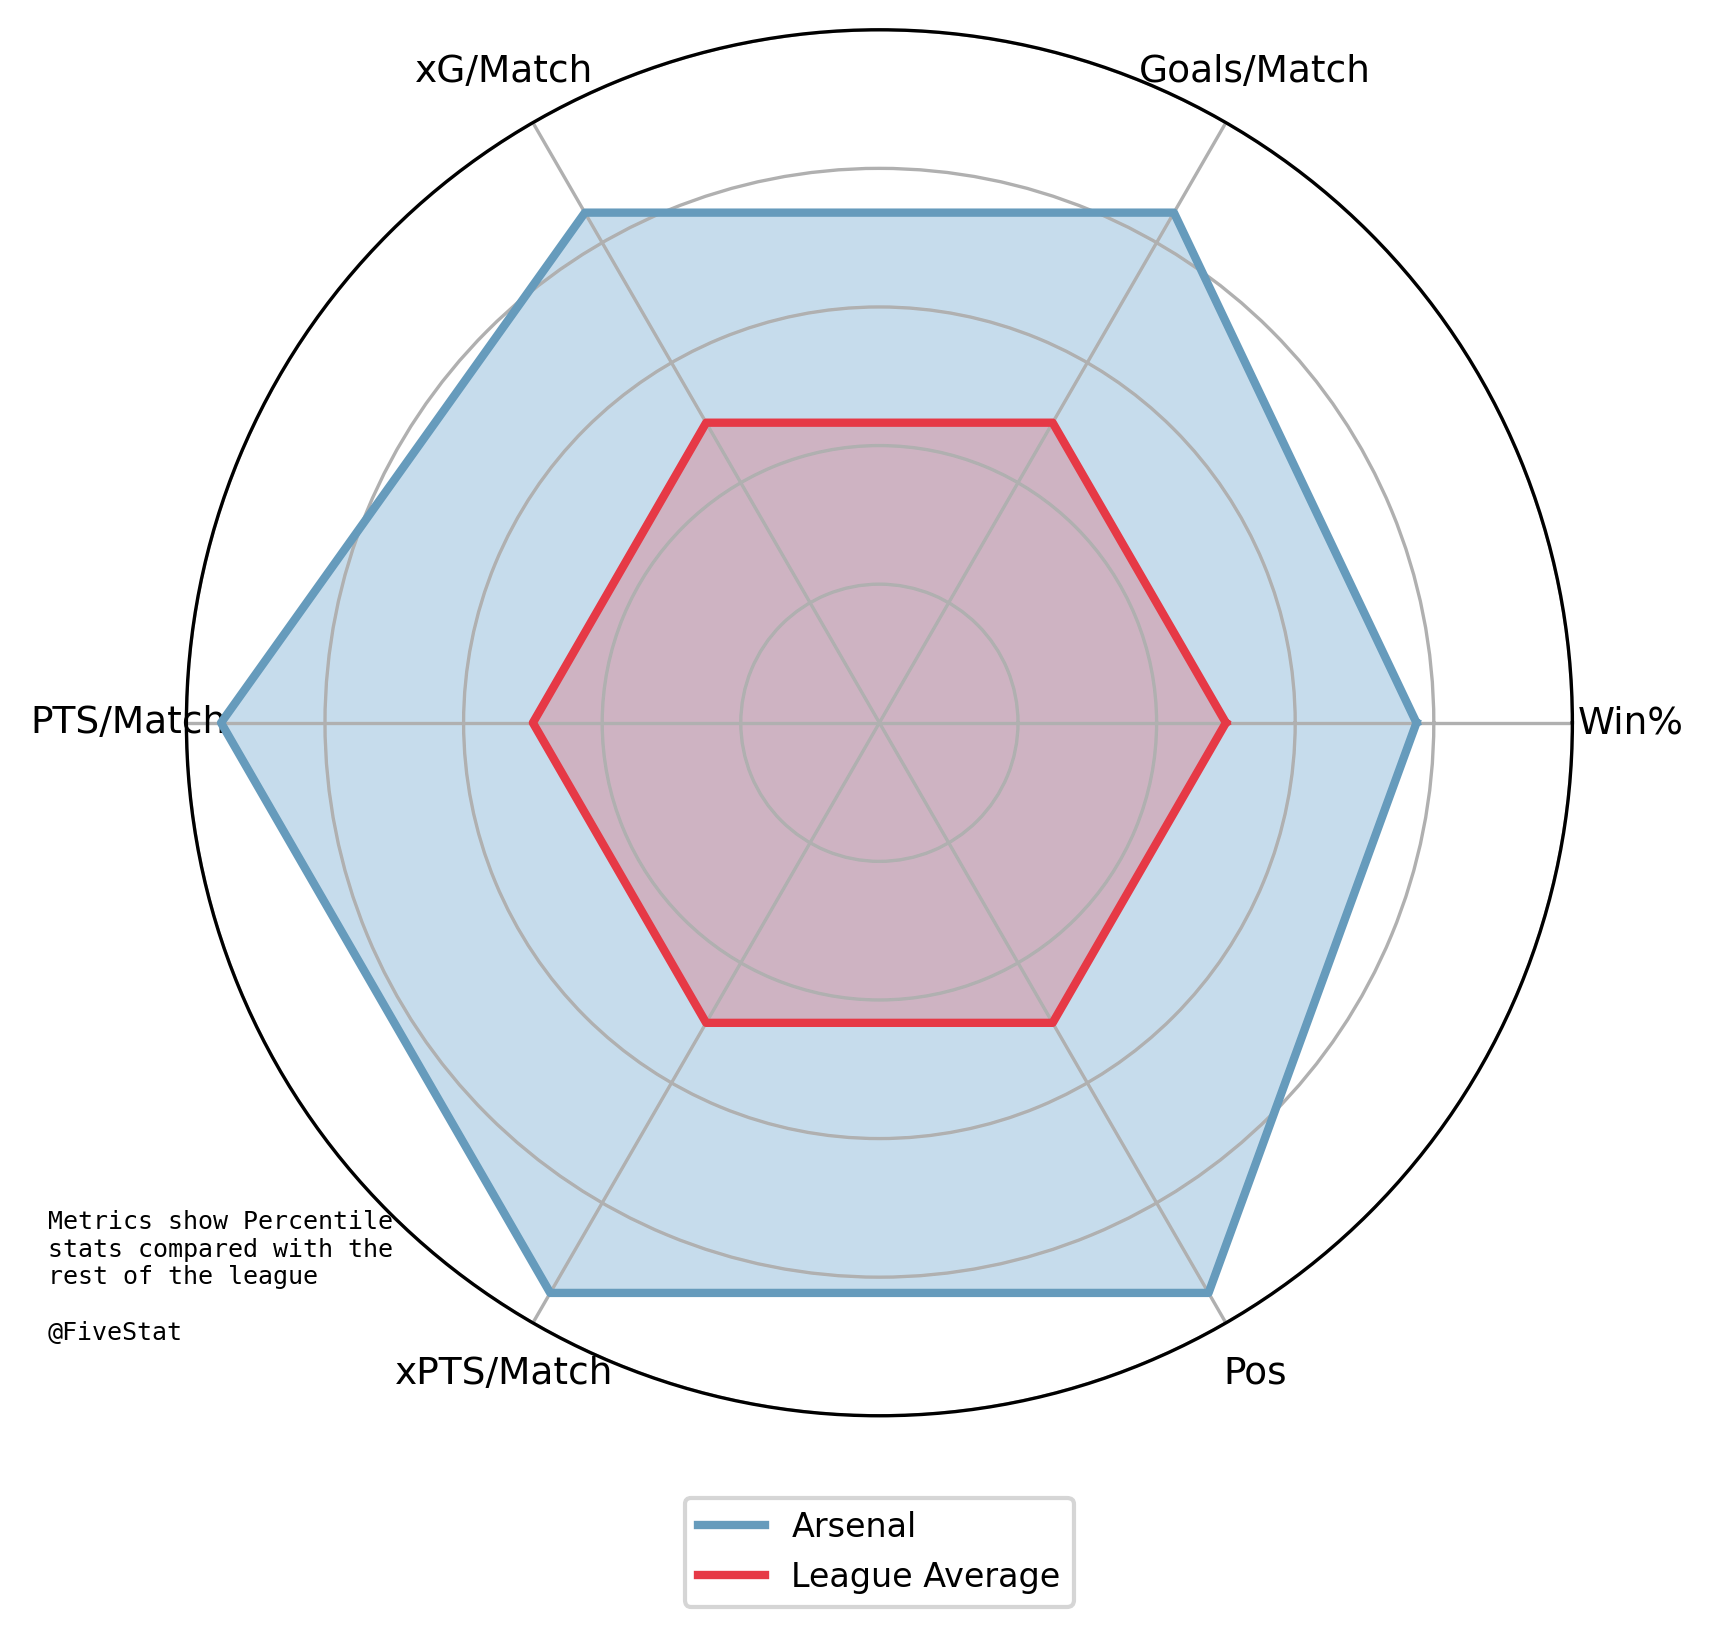 xG/Match
Goals/Match
PTS/Match
Win%
Metrics show Percentile
stats compared with the
rest of the league
@FiveStat
xPTS/Match
Pos
Arsenal
League Average